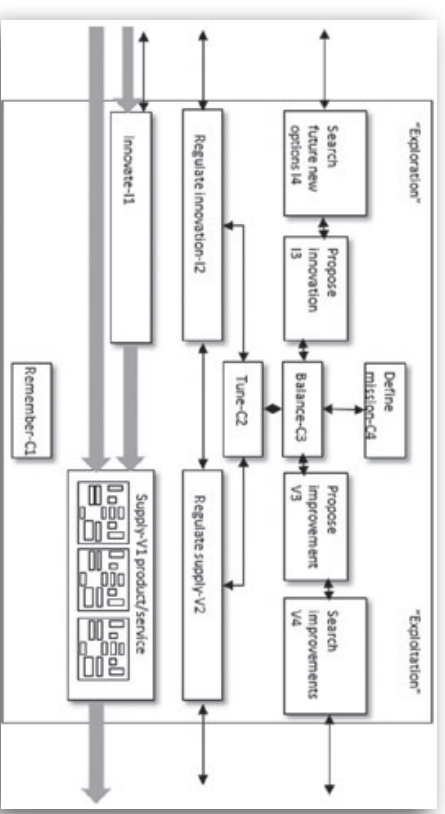 "Exploration"
"Exploitation"
Define
mission-C4
Search
future new
options I4
Propose
innovation
I3
Balance-C3
Propose
improvement
V3
Search
improvements
V4
Tune-C2
Regulate innovation-I2
Regulate supply-V2
Innovate-I1
Supply-V1 product/service
Remember-C1